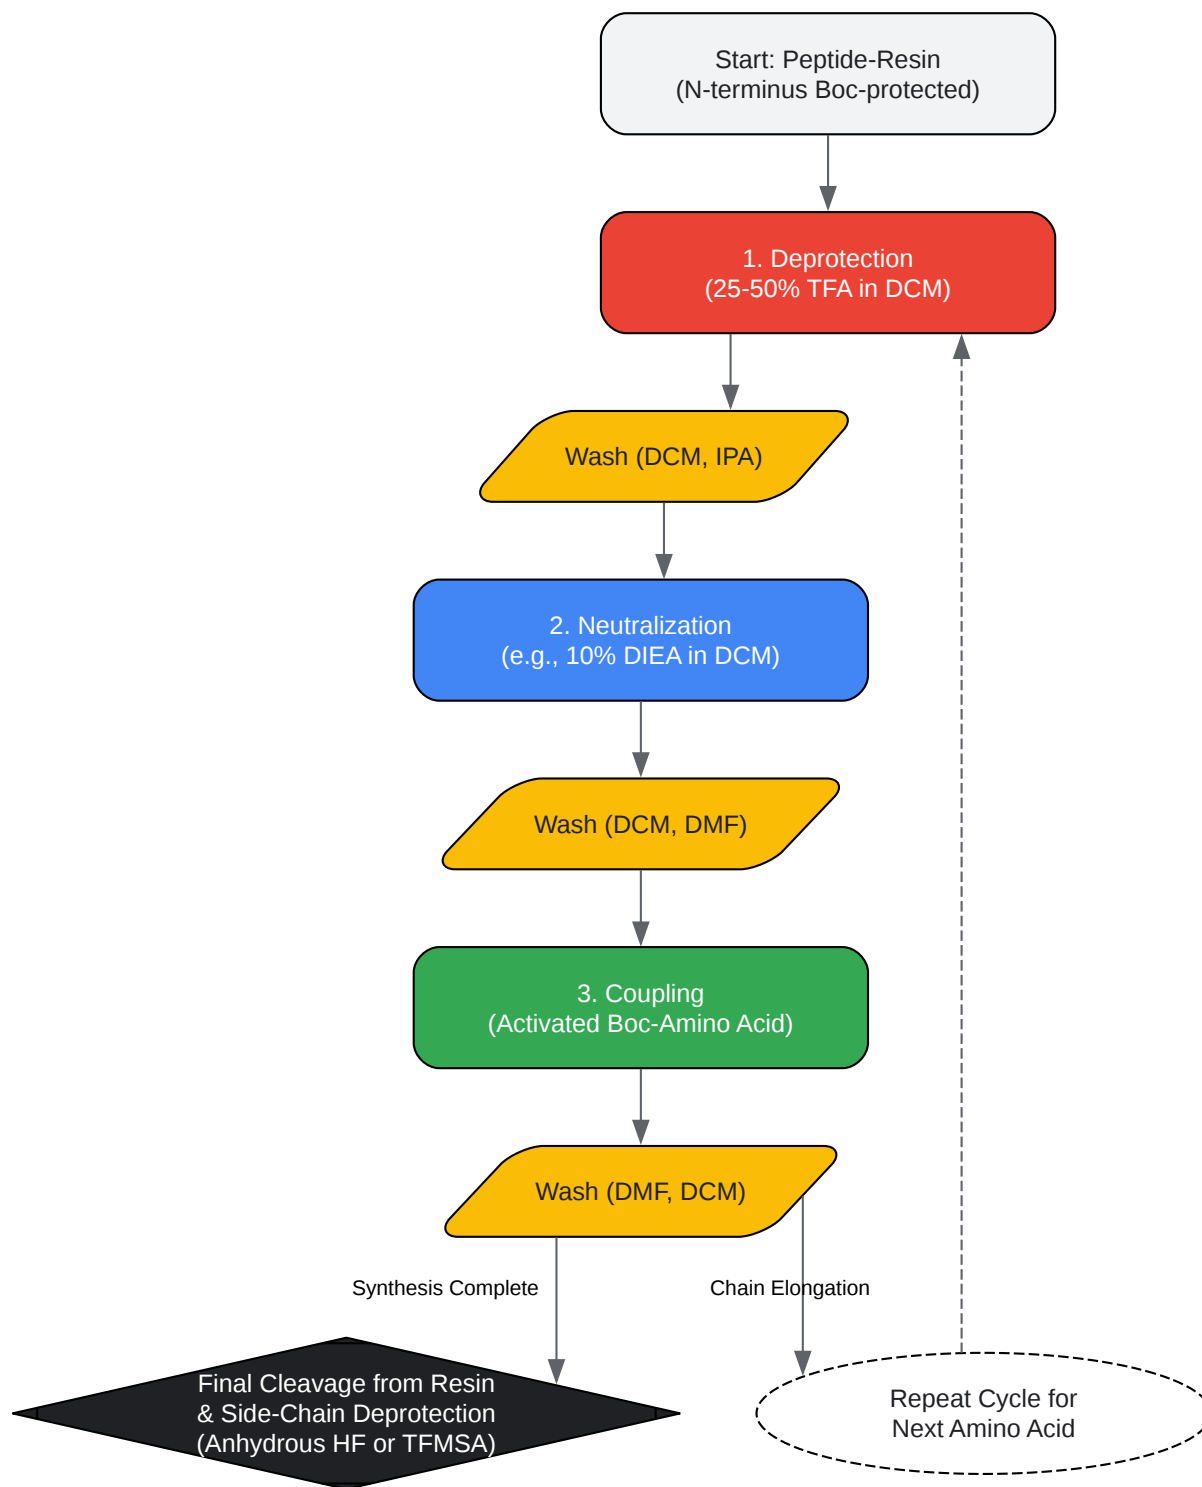 Start: Peptide-Resin
(N-terminus Boc-protected)
1. Deprotection
(25-50% TFA in DCM)
Wash (DCM, IPA)
2. Neutralization
(e.g., 10% DIEA in DCM)
Wash (DCM, DMF)
3. Coupling
(Activated Boc-Amino Acid)
Wash (DMF, DCM)
Synthesis Complete
Chain Elongation
Final Cleavage from Resin
& Side-Chain Deprotection
(Anhydrous HF or TFMSA)
Repeat Cycle for
Next Amino Acid